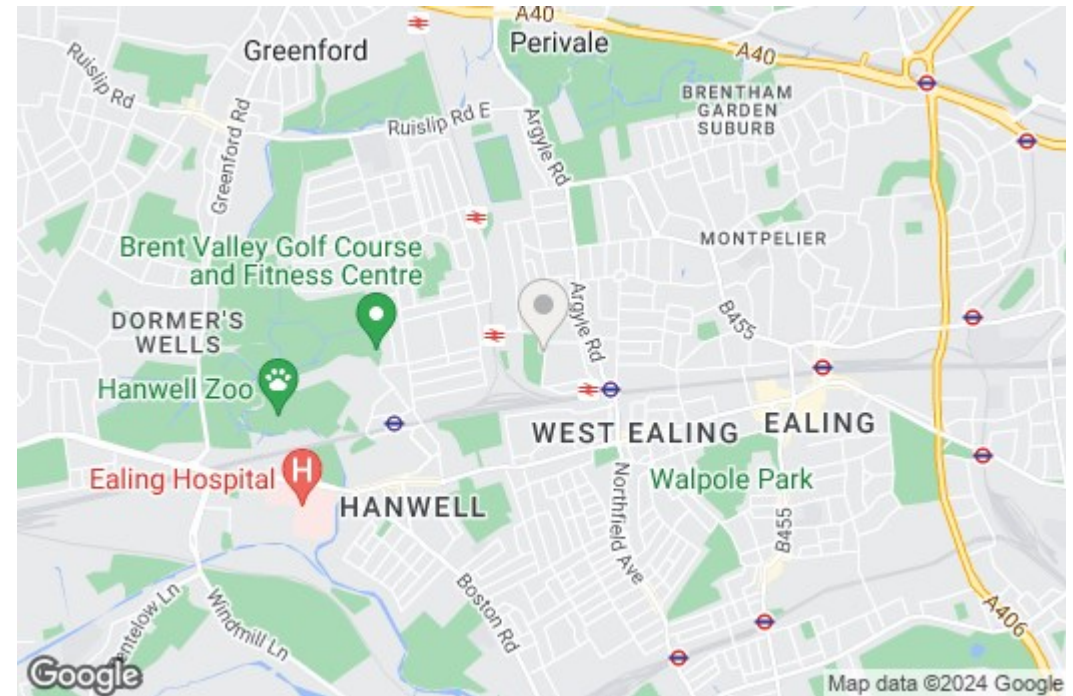 A40
Greenford
Perivale
A40
Ruislip Rd
BRENTHAM
GARDEN
SUBURB
Greenford Rd
Ruislip Rd E
Argyle Rd
Brent Valley Golf Course
and Fitness Centre
MONTPELIER
DORMER'S
WELLS
Argyle Rd
B455
Hanwell Zoo
WEST EALING
EALING
Ealing Hospital
H
HANWELL
Walpole Park
Northfield Ave
B455
Boston Rd
Windmill Ln
entelow Ln
A406
Google
Map data ©2024 Google